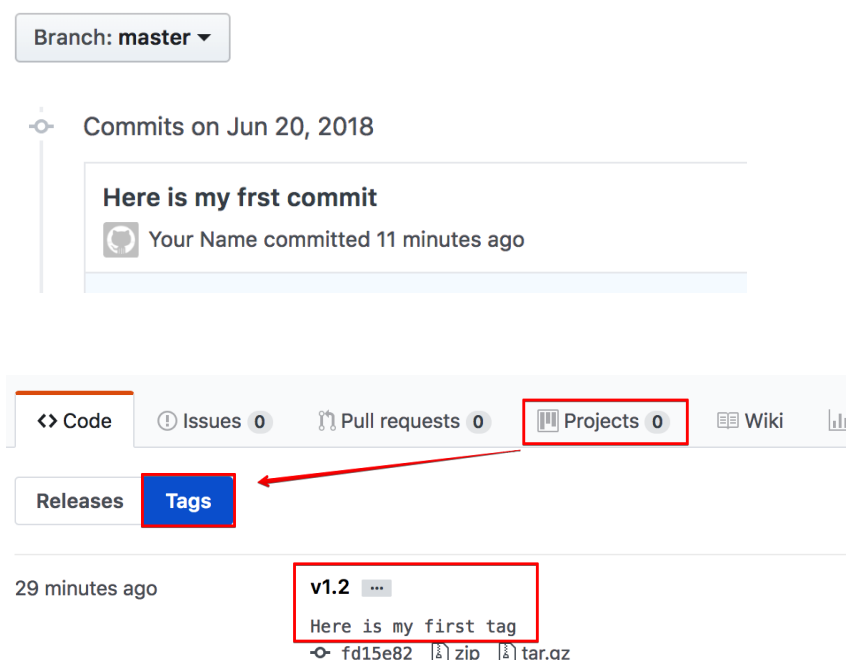 Branch: master
Commits on Jun 20, 2018
Here is my frst commit
Your Name committed 11 minutes ago
Code Issues 0 Pull requests 0 Projects 0 Wiki
Releases Tags
29 minutes ago v1.2 ...
Here is my first tag
fd15e82 zip tar.gz